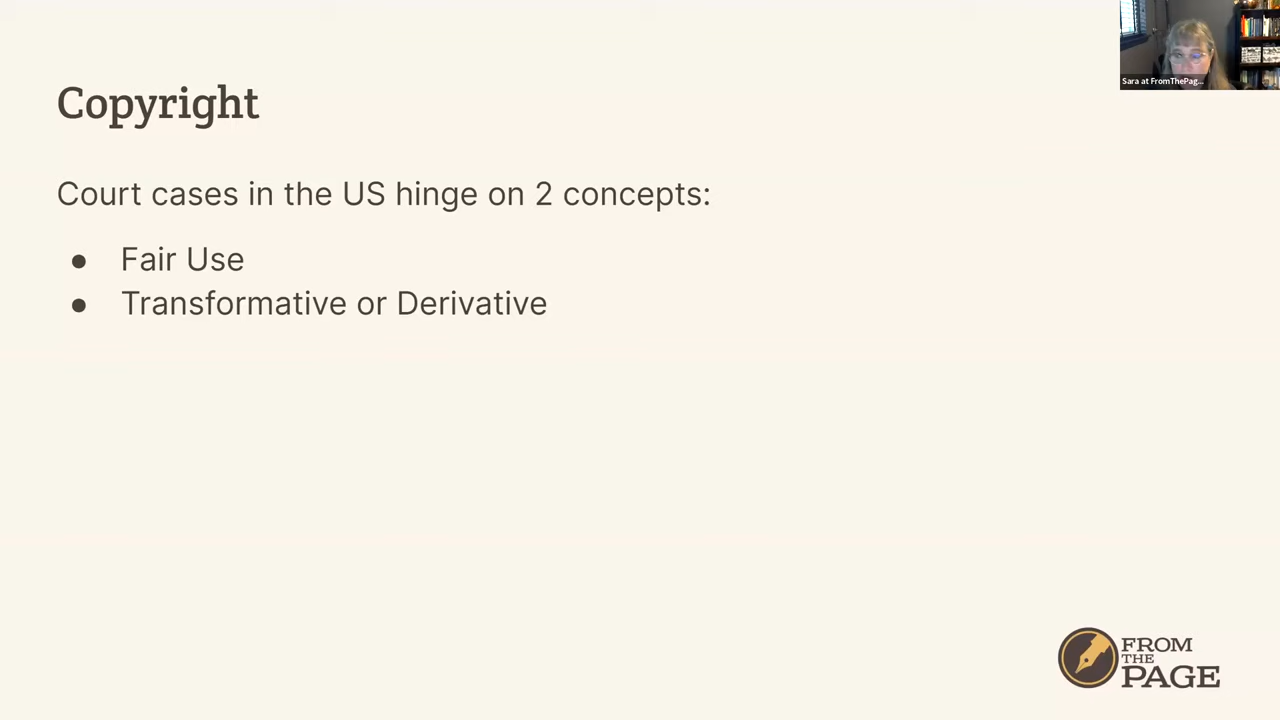 Sara at FromThePag...
Copyright
Court cases in the US hinge on 2 concepts:
● Fair Use
● Transformative or Derivative
FROM
THE
PAGE